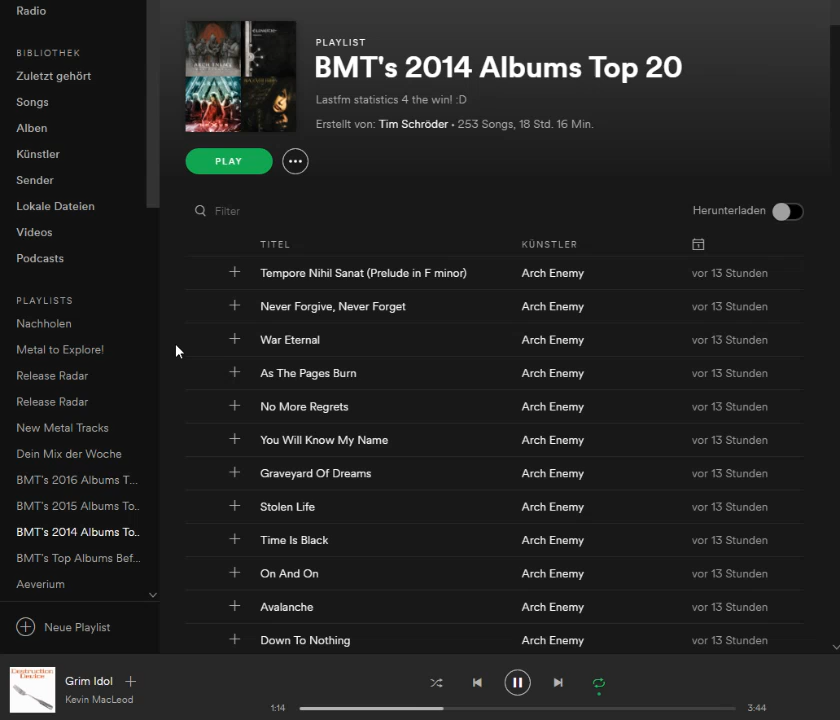 Radio
BIBLIOTHEK
Zuletzt gehört
Songs
Alben
Künstler
Sender
Lokale Dateien
Videos
Podcasts
PLAYLISTS
Nachholen
Metal to Explore!
Release Radar
Release Radar
New Metal Tracks
Dein Mix der Woche
BMT's 2016 Albums T...
BMT's 2015 Albums To..
BMT's 2014 Albums To..
BMT's Top Albums Bef...
Aeverium
Neue Playlist
ARCH ENEMY
PLAYLIST
BMT's 2014 Albums Top 20
Lastfm statistics 4 the win! :D
Erstellt von: Tim Schröder • 253 Songs, 18 Std. 16 Min.
PLAY
Filter
Herunterladen
TITEL KÜNSTLER
Tempore Nihil Sanat (Prelude in F minor) Arch Enemy vor 13 Stunden
Never Forgive, Never Forget Arch Enemy vor 13 Stunden
War Eternal Arch Enemy vor 13 Stunden
As The Pages Burn Arch Enemy vor 13 Stunden
No More Regrets Arch Enemy vor 13 Stunden
You Will Know My Name Arch Enemy vor 13 Stunden
Graveyard Of Dreams Arch Enemy vor 13 Stunden
Stolen Life Arch Enemy vor 13 Stunden
Time Is Black Arch Enemy vor 13 Stunden
On And On Arch Enemy vor 13 Stunden
Avalanche Arch Enemy vor 13 Stunden
Down To Nothing Arch Enemy vor 13 Stunden
Destruction
Device
Grim Idol
Kevin MacLeod
1:14 3:44